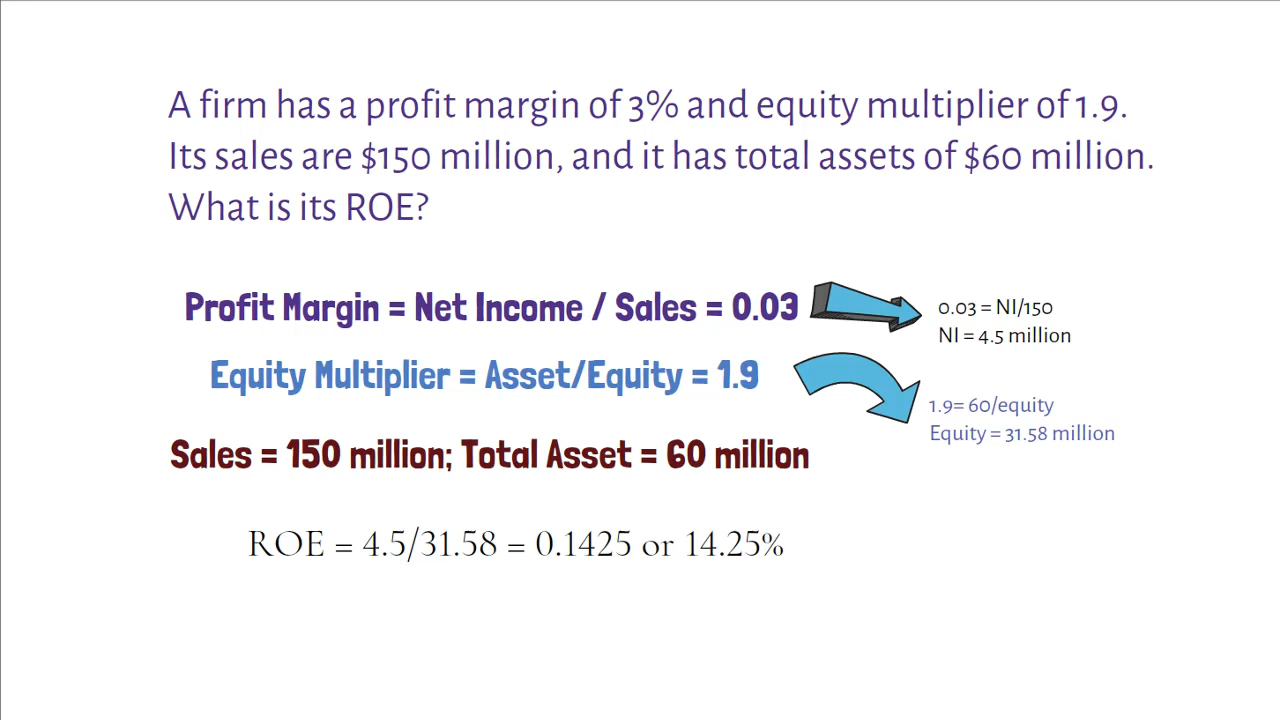 A firm has a profit margin of 3% and equity multiplier of 1.9.
Its sales are $150 million, and it has total assets of $60 million.
What is its ROE?
Profit Margin = Net Income / Sales = 0.03
0.03 = NI/150
NI = 4.5 million
Equity Multiplier = Asset/Equity = 1.9
1.9= 60/equity
Equity = 31.58 million
Sales = 150 million; Total Asset = 60 million
ROE = 4.5/31.58 = 0.1425 or 14.25%